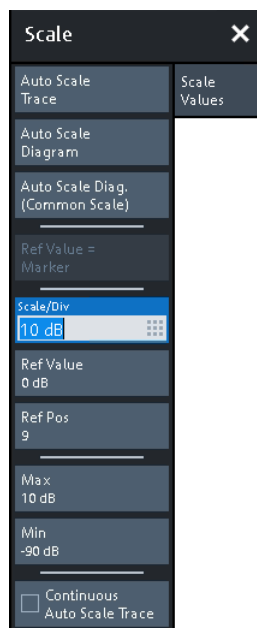 Scale
Auto Scale
Trace
Scale
Values
Auto Scale
Diagram
Auto Scale Diag.
(Common Scale)
Ref Value =
Marker
Scale/Div
10 dB
Ref Value
0 dB
Ref Pos
9
Max
10 dB
Min
-90 dB
Continuous
Auto Scale Trace